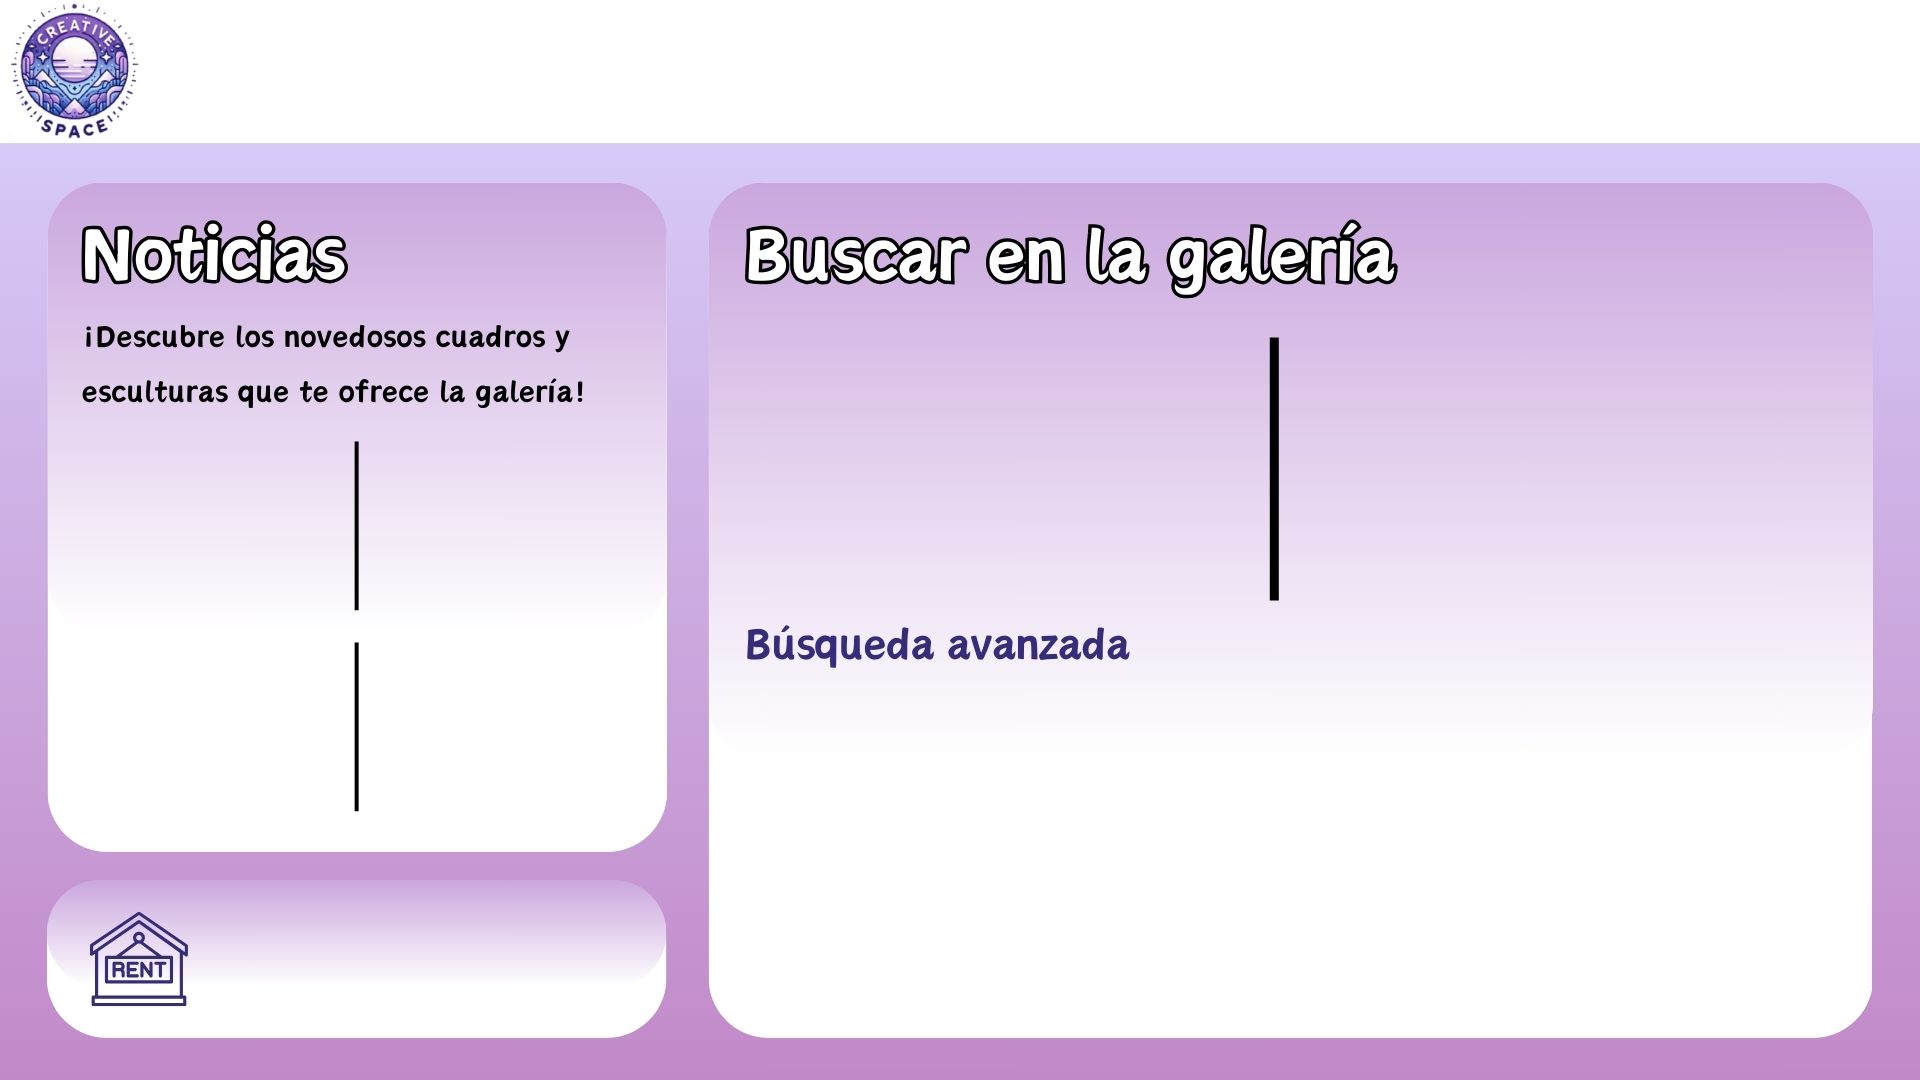 CREATIVE
SPACE
Noticias
¡Descubre los novedosos cuadros y
esculturas que te ofrece la galería!
RENT
Buscar en la galería
Búsqueda avanzada